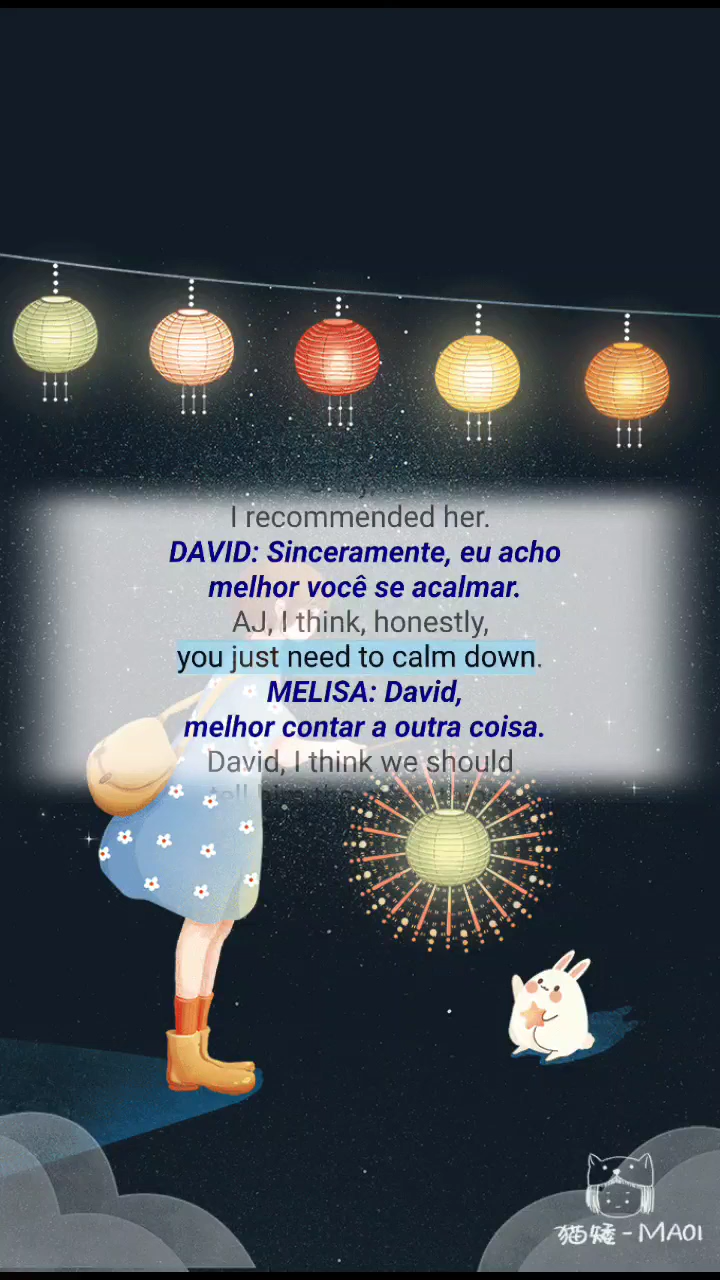 I recommended her.
DAVID: Sinceramente, eu acho
melhor você se acalmar.
AJ, I think, honestly,
you just need to calm down.
MELISA: David,
melhor contar a outra coisa.
David, I think we should
猫矮-MAOI